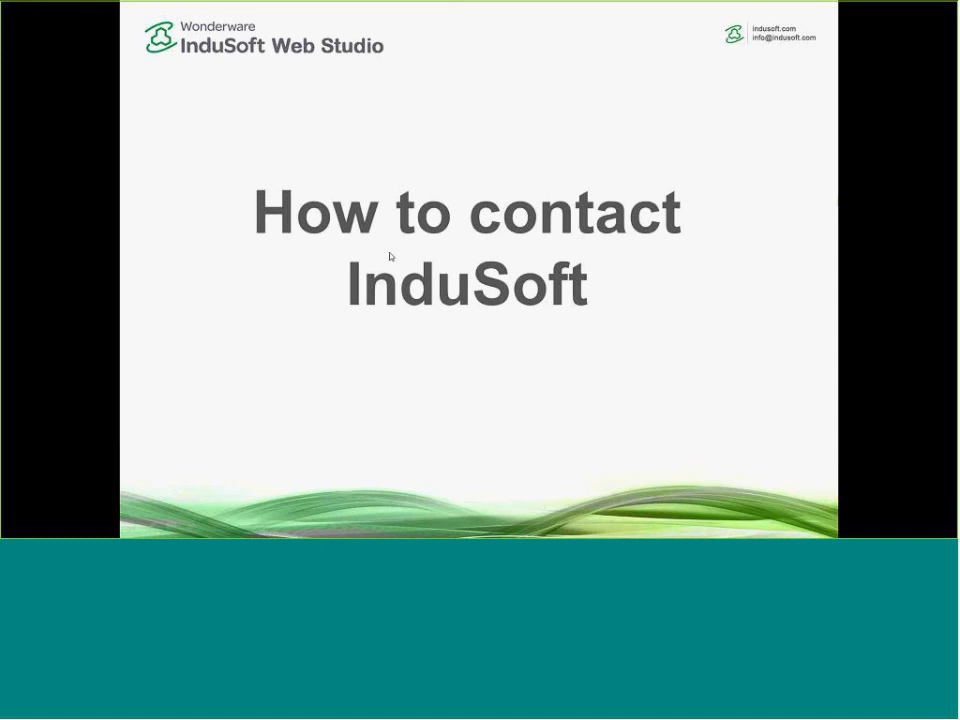 Wonderware
InduSoft Web Studio
indusoft.com
info@indusoft.com
How to contact
InduSoft